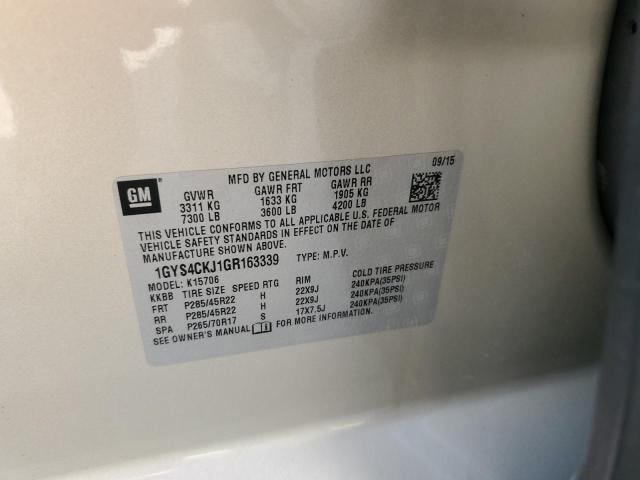 GM
MFD BY GENERAL MOTORS LLC 09/15
GVWR GAWR FRT GAWR RR
3311 KG 1633 KG 1905 KG
7300 LB 3600 LB 4200 LB
THIS VEHICLE CONFORMS TO ALL APPLICABLE U.S. FEDERAL MOTOR
VEHICLE SAFETY STANDARDS IN EFFECT ON THE DATE OF
MANUFACTURE SHOWN ABOVE.
1GYS4CKJ1GR163339 TYPE: M.P.V.
MODEL: K15706
KKBB TIRE SIZE SPEED RTG RIM COLD TIRE PRESSURE
FRT P285/45R22 H 22X9J 240KPA(35PSI)
RR P285/45R22 H 22X9J 240KPA(35PSI)
SPA P265/70R17 S 17X7.5J 240KPA(35PSI)
SEE OWNER'S MANUAL FOR MORE INFORMATION.